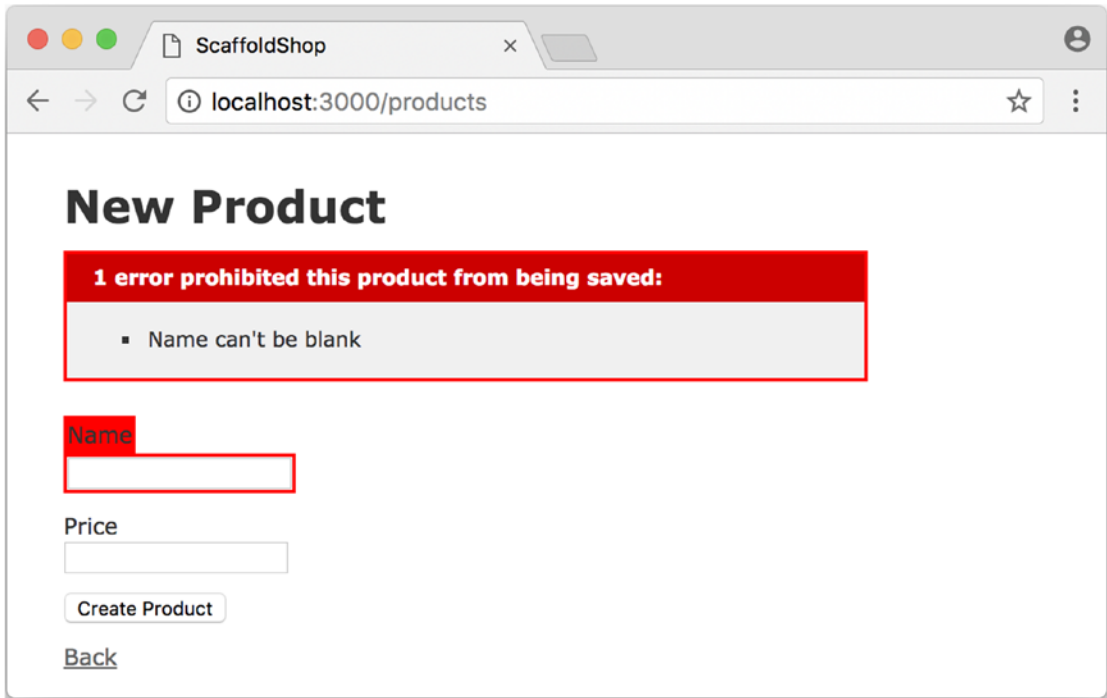 ScaffoldShop
localhost:3000/products
New Product
1 error prohibited this product from being saved:
Name can't be blank
Name
Price
Create Product
Back